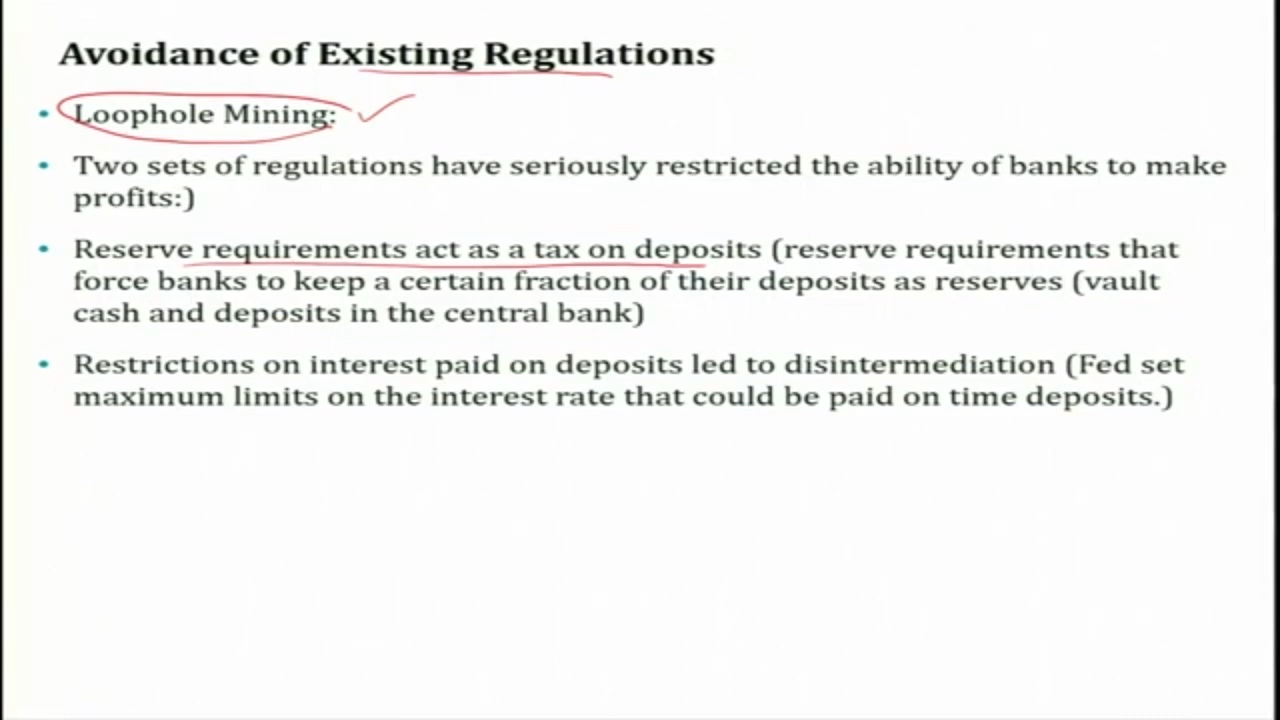 Avoidance of Existing Regulations
• Loophole Mining:
• Two sets of regulations have seriously restricted the ability of banks to make
profits:)
• Reserve requirements act as a tax on deposits (reserve requirements that
force banks to keep a certain fraction of their deposits as reserves (vault
cash and deposits in the central bank)
• Restrictions on interest paid on deposits led to disintermediation (Fed set
maximum limits on the interest rate that could be paid on time deposits.)